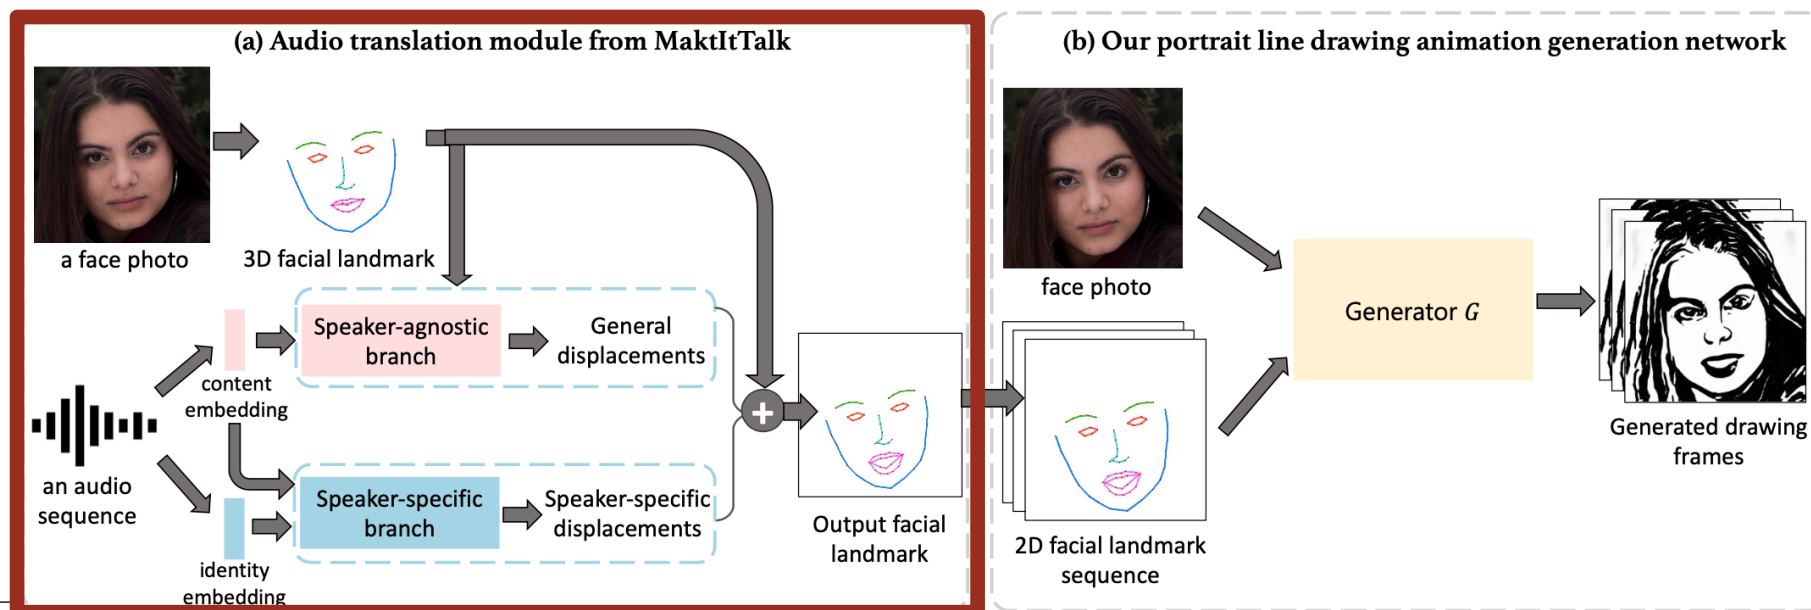 (a) Audio translation module from MaktItTalk
a face photo
3D facial landmark
content
embedding
Speaker-agnostic
branch
General
displacements
an audio
sequence
identity
embedding
Speaker-specific
branch
Speaker-specific
displacements
+
Output facial
landmark
(b) Our portrait line drawing animation generation network
face photo
2D facial landmark
sequence
Generator G
Generated drawing
frames